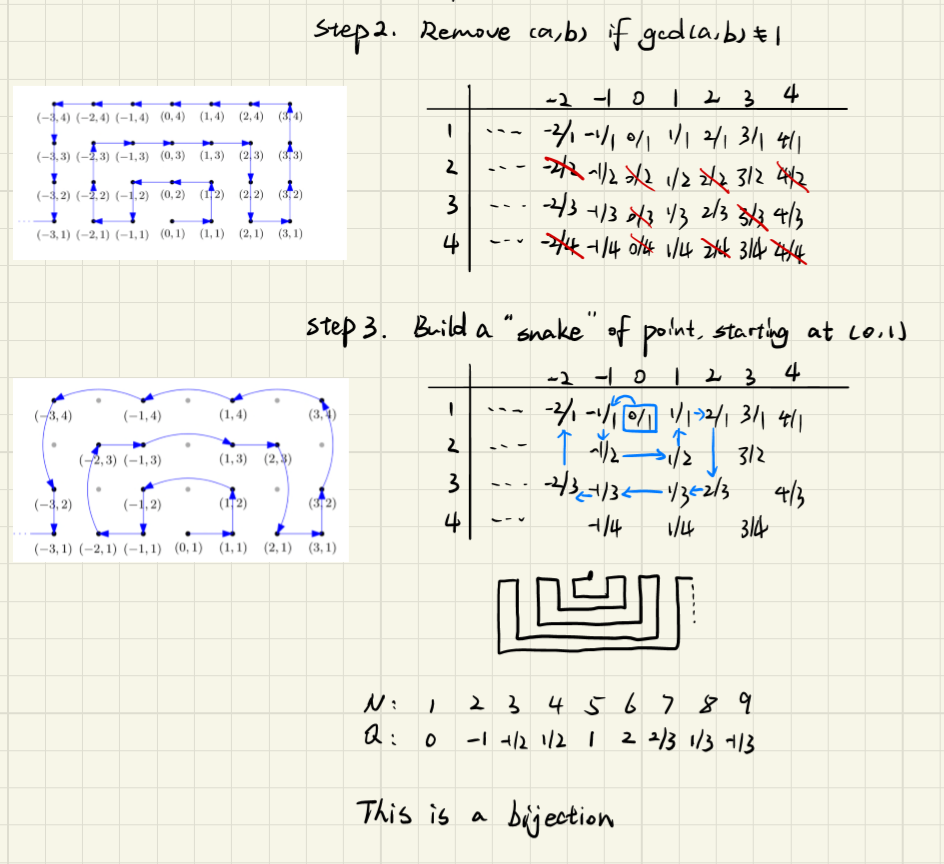 Step 2. Remove (a,b) if gcd(a,b) ≠ 1
(-3,4) (-2,4) (-1,4) (0,4) (1,4) (2,4) (3,4)
(-3,3) (-2,3) (-1,3) (0,3) (1,3) (2,3) (3,3)
(-3,2) (-2,2) (-1,2) (0,2) (1,2) (2,2) (3,2)
(-3,1) (-2,1) (-1,1) (0,1) (1,1) (2,1) (3,1)
-2 -1 0 1 2 3 4
1 --- -2/1 -1/1 0/1 1/1 2/1 3/1 4/1
2 --- -2/2 -1/2 0/2 1/2 2/2 3/2 4/2
3 --- -2/3 -1/3 0/3 1/3 2/3 3/3 4/3
4 --- -2/4 -1/4 0/4 1/4 2/4 3/4 4/4
Step 3. Build a "snake" of point, starting at (0,1)
(-3,4) (-1,4) (1,4) (3,4)
(-2,3) (-1,3) (1,3) (2,3)
(-3,2) (-1,2) (1,2) (3,2)
(-3,1) (-2,1) (-1,1) (0,1) (1,1) (2,1) (3,1)
-2 -1 0 1 2 3 4
1 --- -2/1 -1/1 0/1 1/1 2/1 3/1 4/1
2 --- -1/2 1/2 3/2
3 --- -2/3 -1/3 1/3 2/3 4/3
4 --- -1/4 1/4 3/4
N: 1 2 3 4 5 6 7 8 9
Q: 0 -1 -1/2 1/2 1 2 2/3 1/3 -1/3
This is a bijection